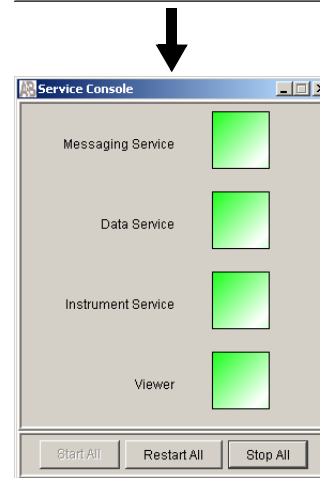 Service Console
Messaging Service
Data Service
Instrument Service
Viewer
Start All
Restart All
Stop All